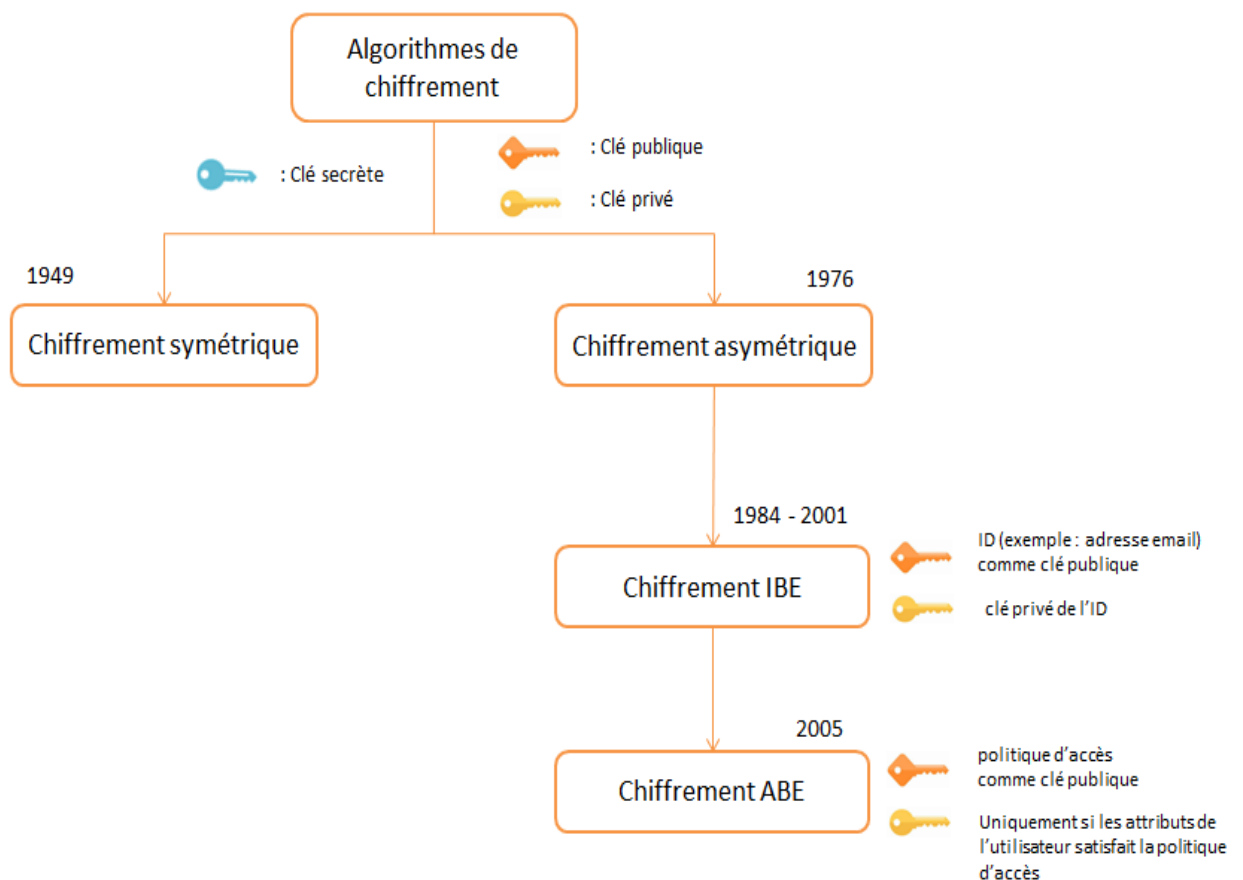 Algorithmes de
chiffrement
: Clé secrète
: Clé publique
: Clé privé
1949
1976
Chiffrement symétrique
Chiffrement asymétrique
1984 - 2001
Chiffrement IBE
ID (exemple : adresse email)
comme clé publique
clé privé de l’ID
2005
Chiffrement ABE
politique d’accès
comme clé publique
Uniquement si les attributs de
l’utilisateur satisfait la politique
d’accès